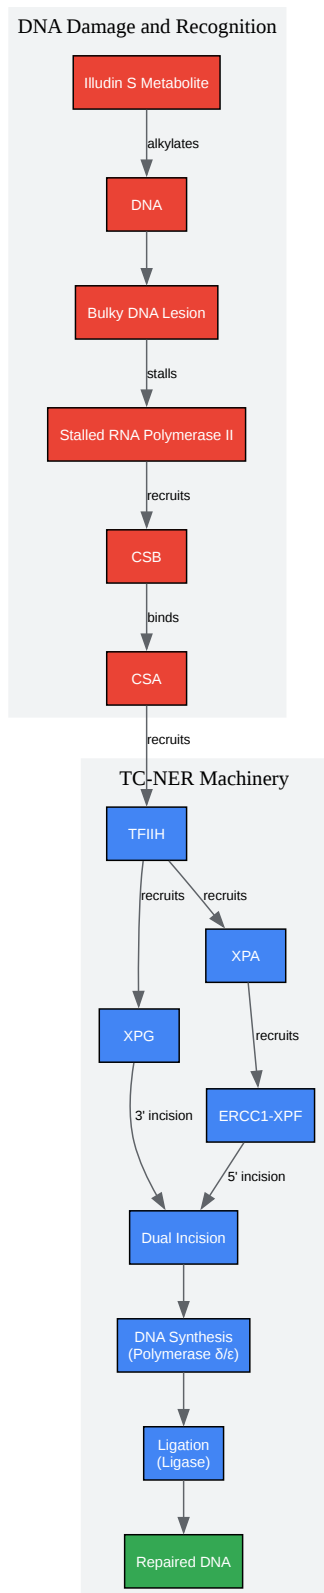 DNA Damage and Recognition
Illudin S Metabolite
alkylates
DNA
Bulky DNA Lesion
stalls
Stalled RNA Polymerase II
recruits
CSB
binds
CSA
recruits
TC-NER Machinery
TFIIH
recruits
recruits
XPA
XPG
recruits
ERCC1-XPF
3' incision
5' incision
Dual Incision
DNA Synthesis
(Polymerase δ/ε)
Ligation
(Ligase)
Repaired DNA